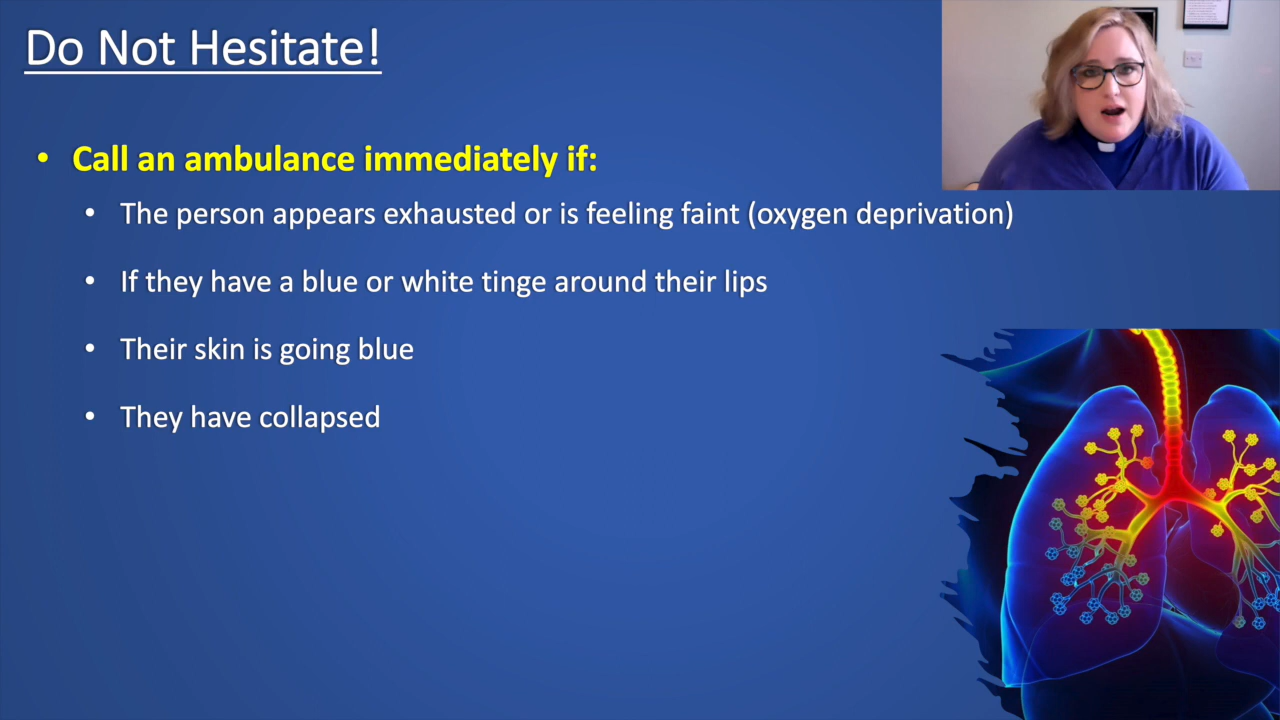 Do Not Hesitate!
• Call an ambulance immediately if:
• The person appears exhausted or is feeling faint (oxygen deprivation)
• If they have a blue or white tinge around their lips
• Their skin is going blue
• They have collapsed